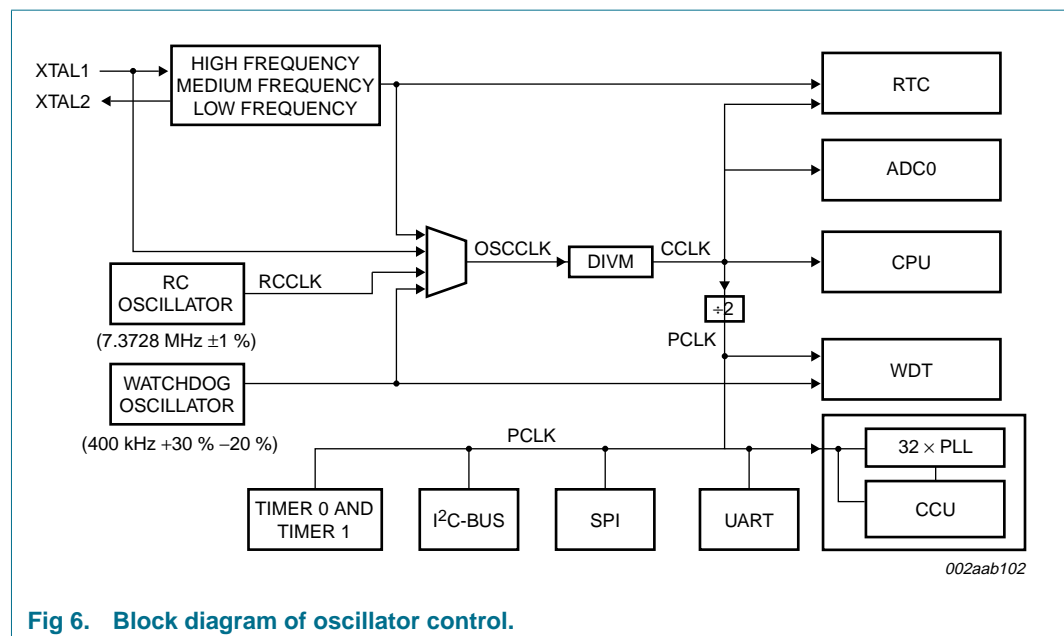 XTAL1
XTAL2
HIGH FREQUENCY
MEDIUM FREQUENCY
LOW FREQUENCY
RTC
ADC0
OSCCLK
DIVM
CCLK
CPU
RC
OSCILLATOR
RCCLK
(7.3728 MHz ±1 %)
÷2
PCLK
WATCHDOG
OSCILLATOR
WDT
(400 kHz +30 % −20 %)
PCLK
32 × PLL
CCU
TIMER 0 AND
TIMER 1
I²C-BUS
SPI
UART
002aab102
Fig 6. Block diagram of oscillator control.